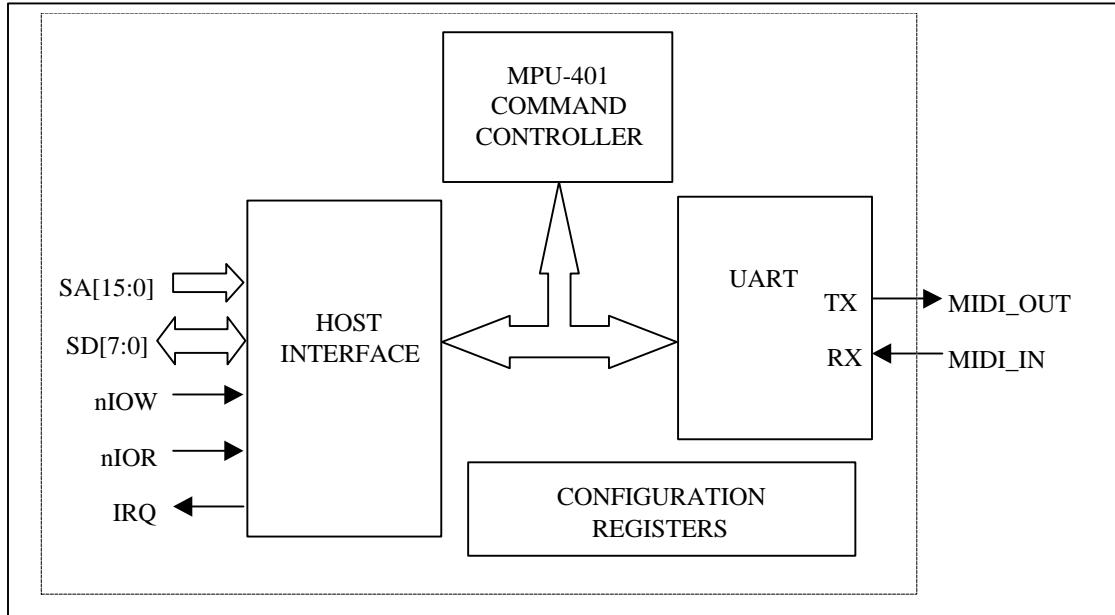 MPU-401
COMMAND
CONTROLLER
SA[15:0]
SD[7:0]
nIOW
nIOR
IRQ
HOST
INTERFACE
UART
TX
RX
MIDI_OUT
MIDI_IN
CONFIGURATION
REGISTERS